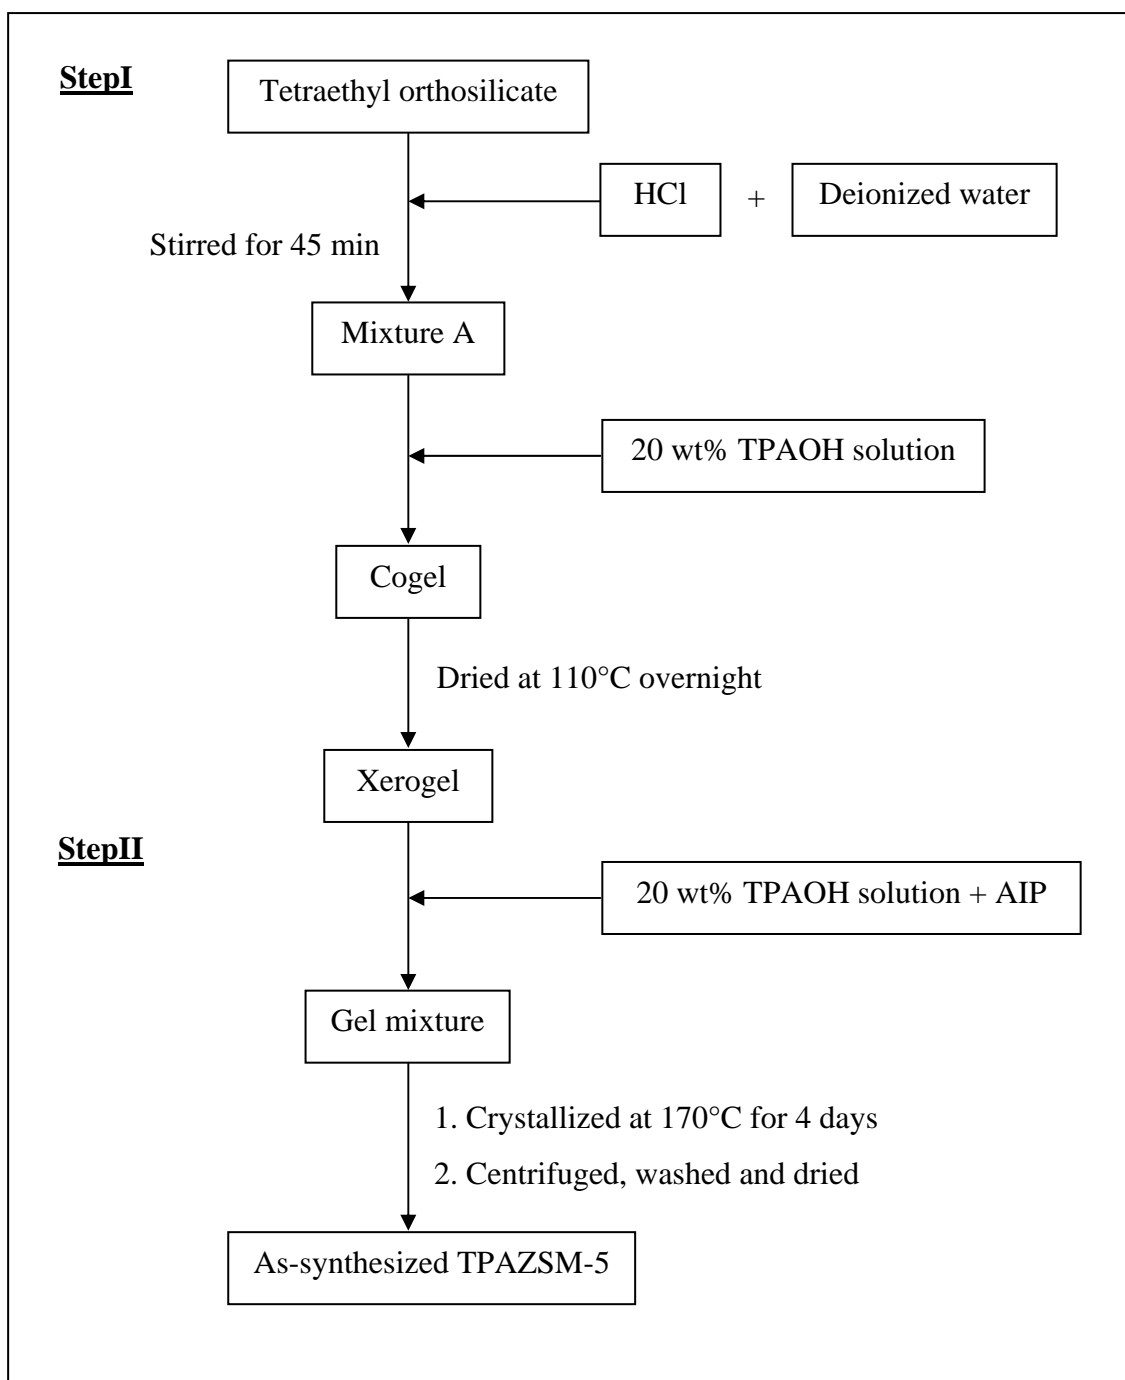 StepI
Tetraethyl orthosilicate
HCl + Deionized water
Stirred for 45 min
Mixture A
20 wt% TPAOH solution
Cogel
Dried at 110°C overnight
Xerogel
StepII
20 wt% TPAOH solution + AIP
Gel mixture
1. Crystallized at 170°C for 4 days
2. Centrifuged, washed and dried
As-synthesized TPAZSM-5